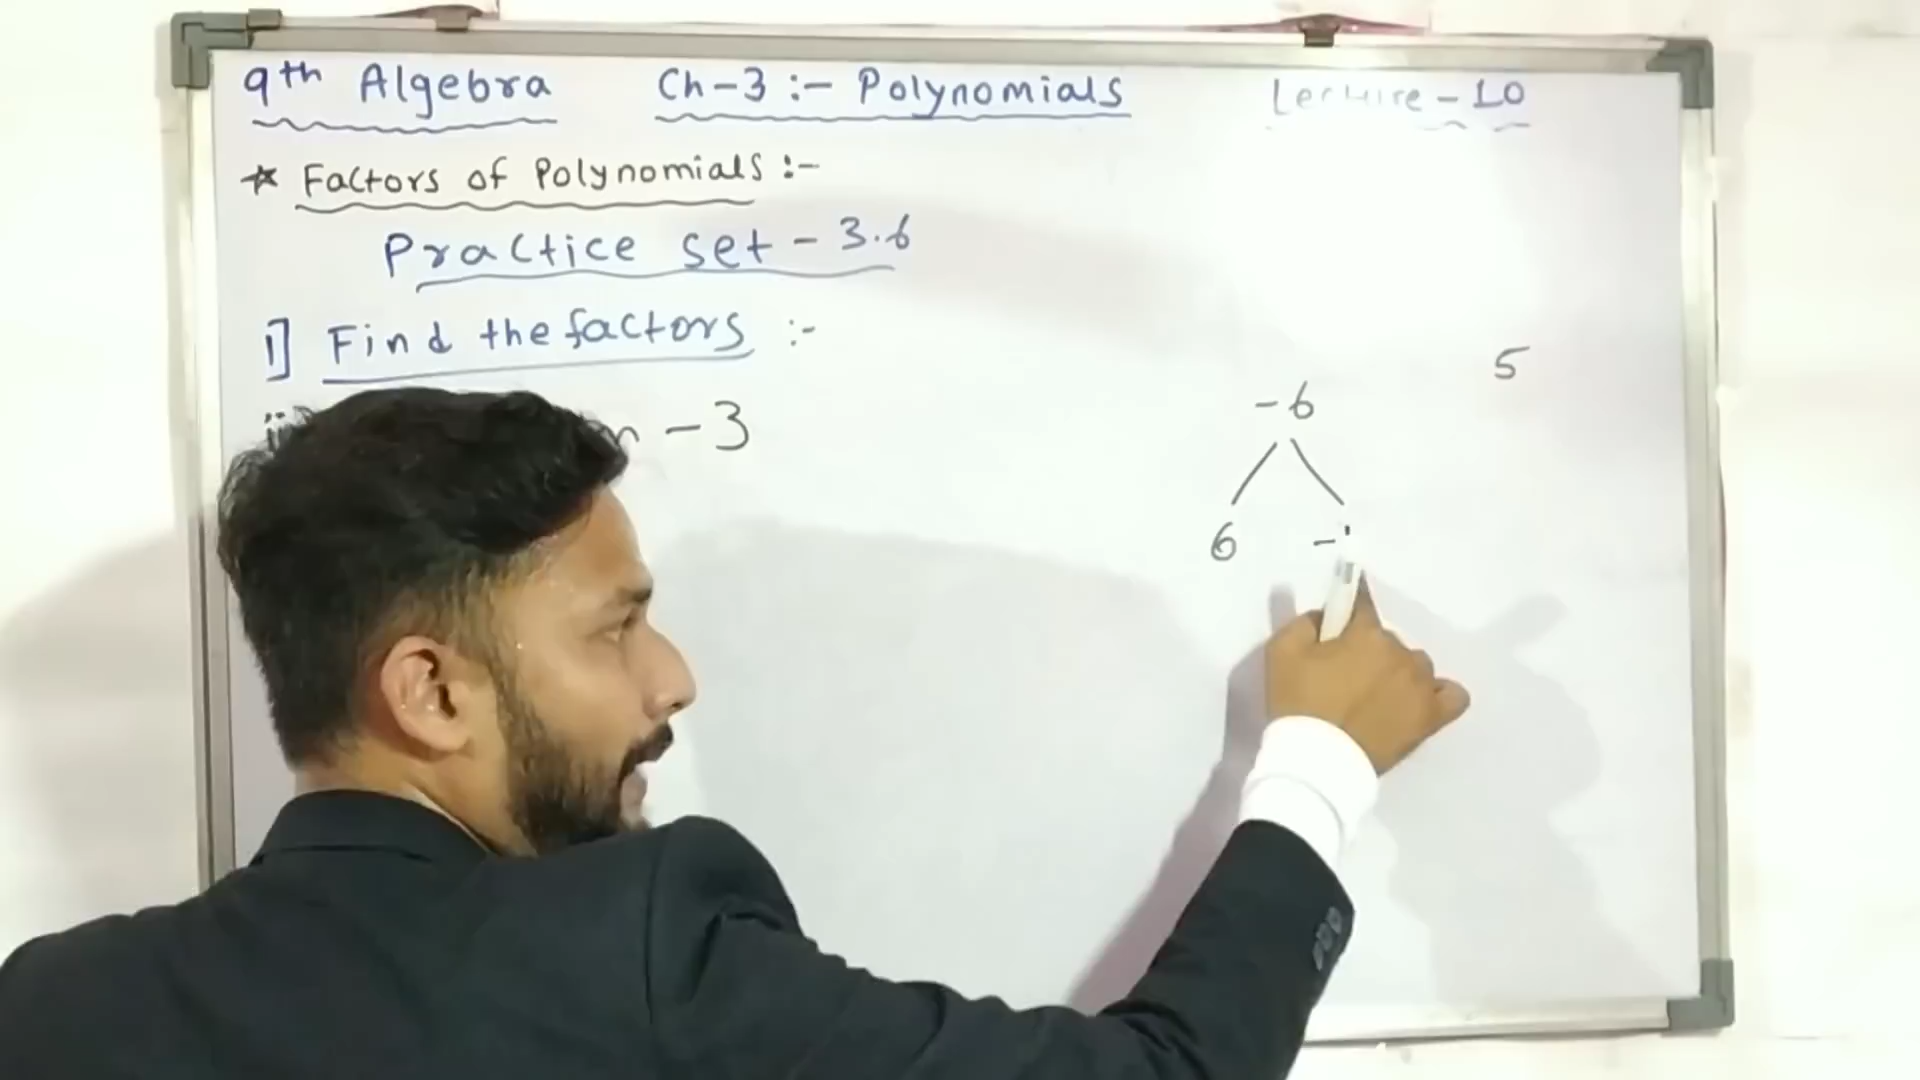 9th Algebra Ch-3 :- Polynomials Lecture - 10
* Factors of Polynomials :-
Practice set - 3.6
1] Find the factors :-
- 3
5
- 6
6 -